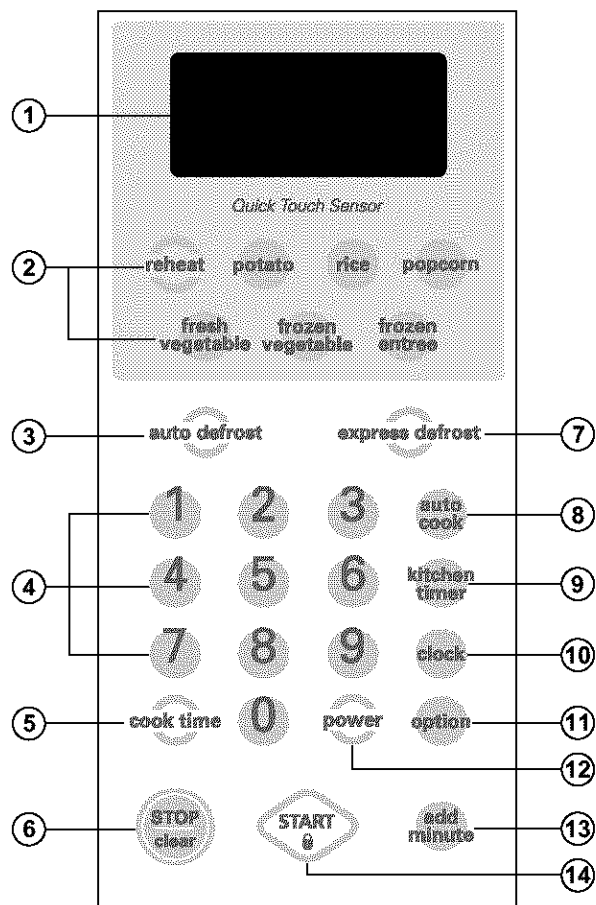 1
Quick Touch Sensor
2 reheat potato rice popcorn
fresh vegetable frozen vegetable frozen entree
3 auto defrost express defrost 7
1 2 3 auto cook 8
4 4 5 6 kitchen timer 9
7 8 9 clock 10
5 cook time 0 power option 11
12
6 STOP clear START add minute 13
14